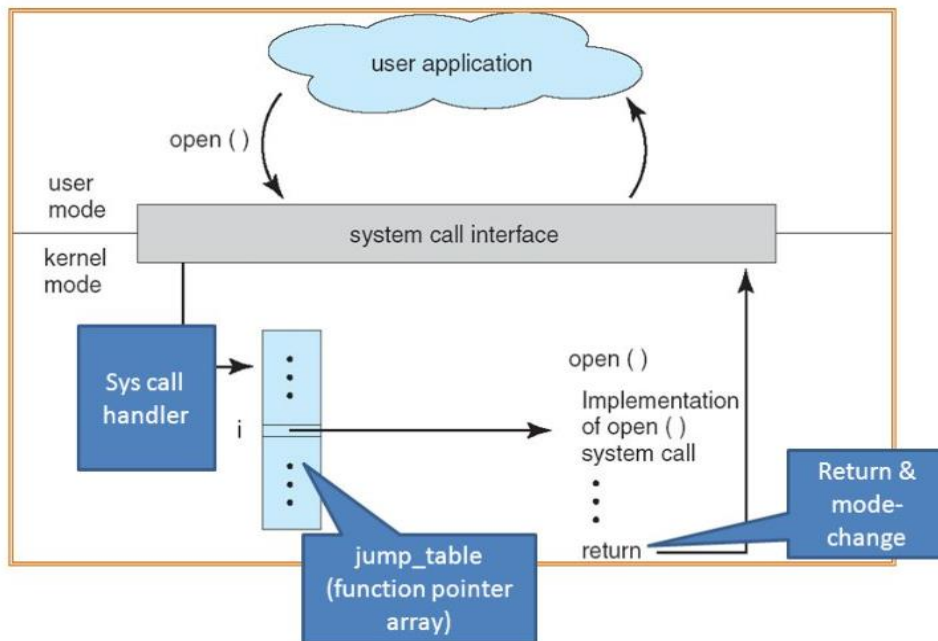 user application
open ( )
user
mode
system call interface
kernel
mode
Sys call
handler
i
open ( )
Implementation
of open ( )
system call
return
Return &
mode-
change
jump_table
(function pointer
array)